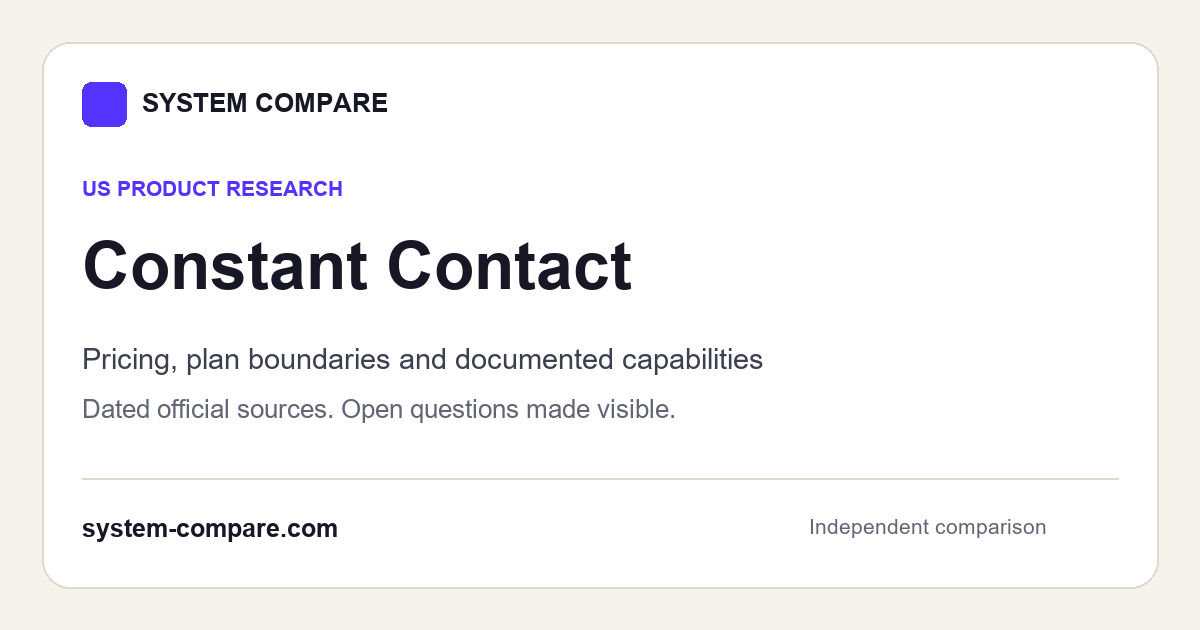 SYSTEM COMPARE
US PRODUCT RESEARCH
Constant Contact
Pricing, plan boundaries and documented capabilities
Dated official sources. Open questions made visible.
system-compare.com
Independent comparison